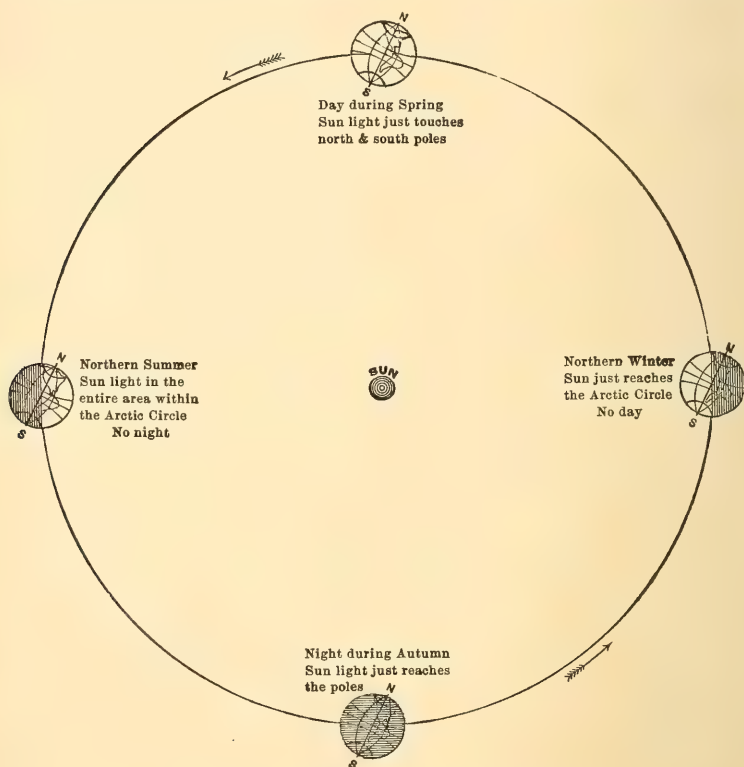 N
S
Day during Spring
Sun light just touches
north & south poles
N
S
Northern Summer
Sun light in the
entire area within
the Arctic Circle
No night
SUN
Northern Winter
Sun just reaches
the Arctic Circle
No day
N
S
Night during Autumn
Sun light just reaches
the poles
N
S